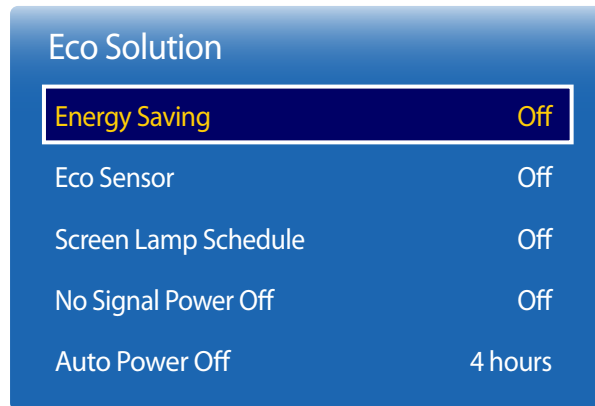 Eco Solution
Energy Saving Off
Eco Sensor Off
Screen Lamp Schedule Off
No Signal Power Off Off
Auto Power Off 4 hours